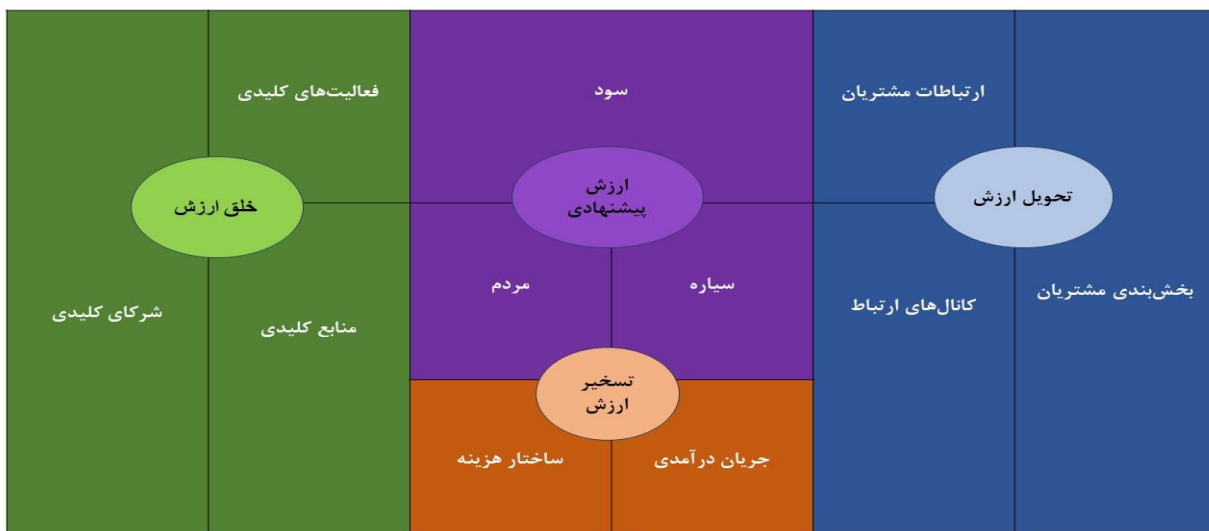 ارتباطات مشتریان
بخش‌بندی مشتریان
کانال‌های ارتباط
تحویل ارزش
سود
ارزش
پیشنهادی
سیاره
مردم
فعالیت‌های کلیدی
خلق ارزش
شرکای کلیدی
منابع کلیدی
تسخیر
ارزش
جریان درآمدی
ساختار هزینه